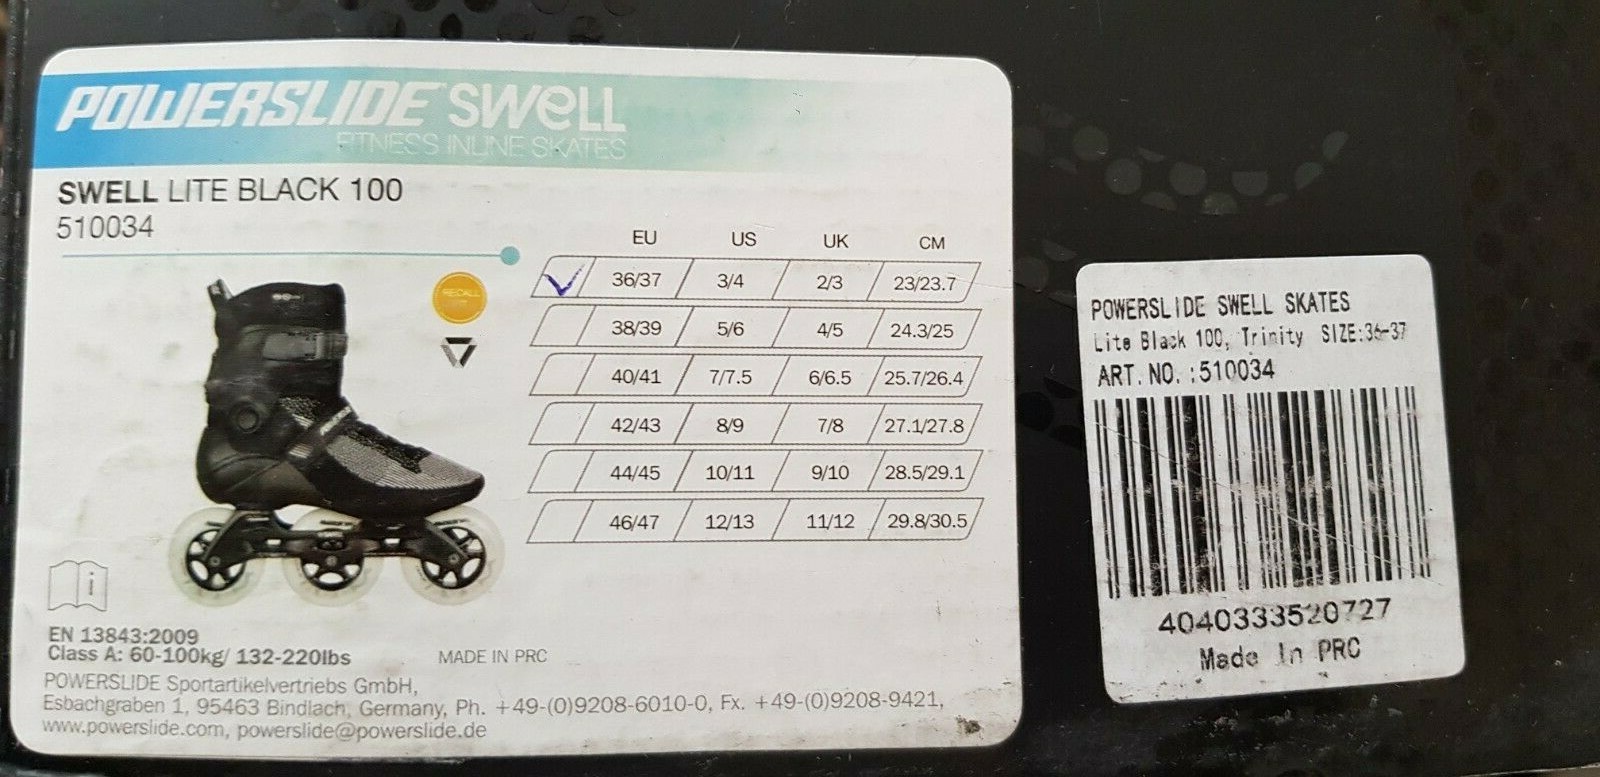 POWERSLIDE SWELL
FITNESS INLINE SKATES
SWELL LITE BLACK 100
510034
EU US UK CM
36/37 3/4 2/3 23/23.7
38/39 5/6 4/5 24.3/25
40/41 7/7.5 6/6.5 25.7/26.4
42/43 8/9 7/8 27.1/27.8
44/45 10/11 9/10 28.5/29.1
46/47 12/13 11/12 29.8/30.5
RECALL
i
EN 13843:2009
Class A: 60-100kg/ 132-220lbs MADE IN PRC
POWERSLIDE Sportartikelvertriebs GmbH,
Esbachgraben 1, 95463 Bindlach, Germany, Ph. +49-(0)9208-6010-0, Fx. +49-(0)9208-9421,
www.powerslide.com, powerslide@powerslide.de
POWERSLIDE SWELL SKATES
Lite Black 100, Trinity SIZE:36-37
ART.NO.:510034
4040333520727
Made In PRC